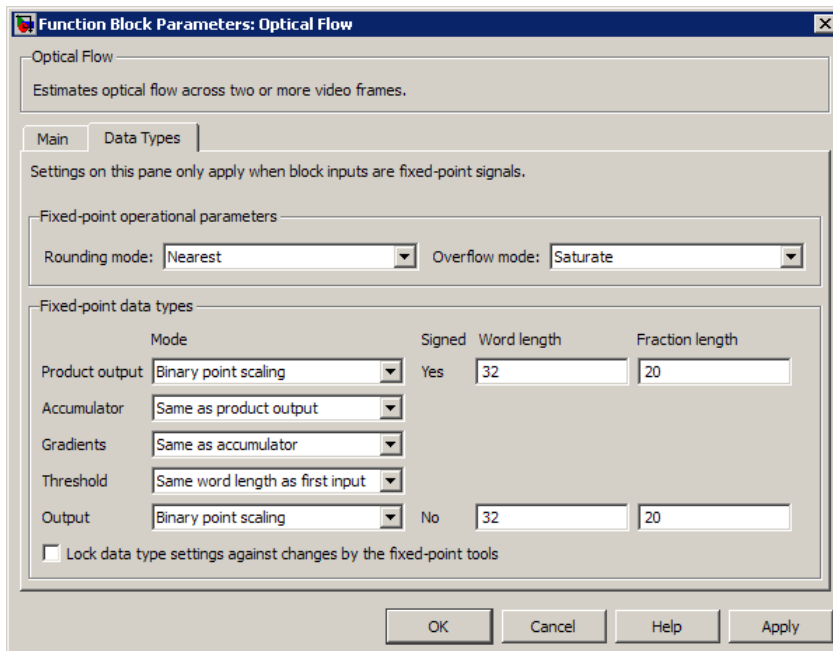 Function Block Parameters: Optical Flow
Optical Flow
Estimates optical flow across two or more video frames.
Main Data Types
Settings on this pane only apply when block inputs are fixed-point signals.
Fixed-point operational parameters
Rounding mode: Nearest Overflow mode: Saturate
Fixed-point data types
Mode Signed Word length Fraction length
Product output Binary point scaling Yes 32 20
Accumulator Same as product output
Gradients Same as accumulator
Threshold Same word length as first input
Output Binary point scaling No 32 20
Lock data type settings against changes by the fixed-point tools
OK Cancel Help Apply